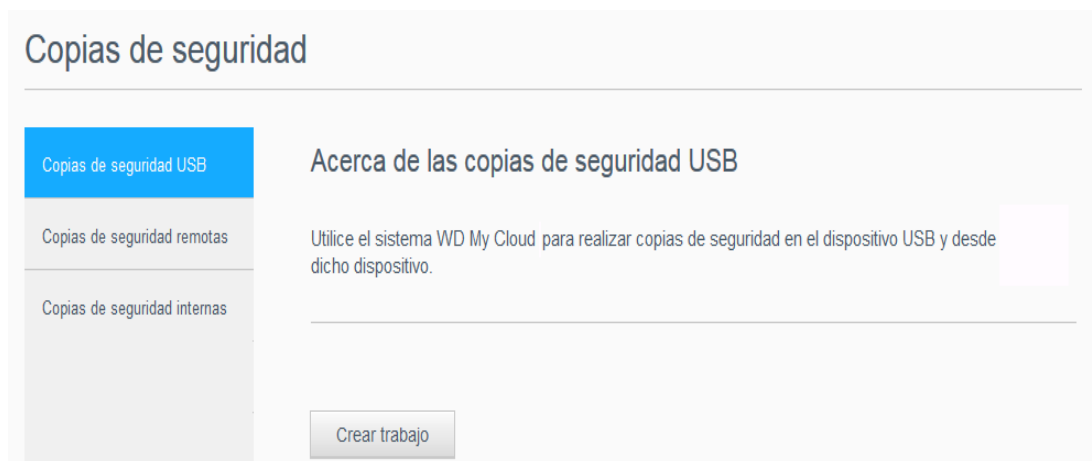 Copias de seguridad
Copias de seguridad USB
Copias de seguridad remotas
Copias de seguridad internas
Acerca de las copias de seguridad USB
Utilice el sistema WD My Cloud para realizar copias de seguridad en el dispositivo USB y desde
dicho dispositivo.
Crear trabajo